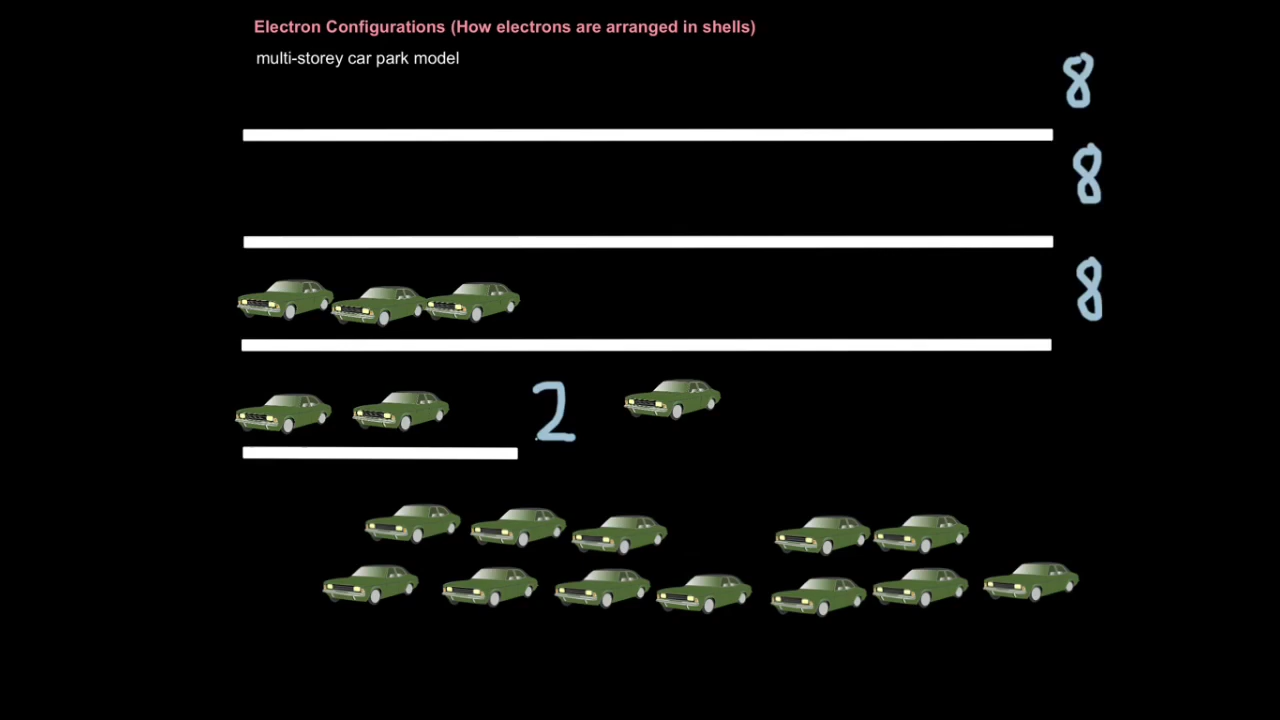 Electron Configurations (How electrons are arranged in shells)
multi-storey car park model
8
8
8
2